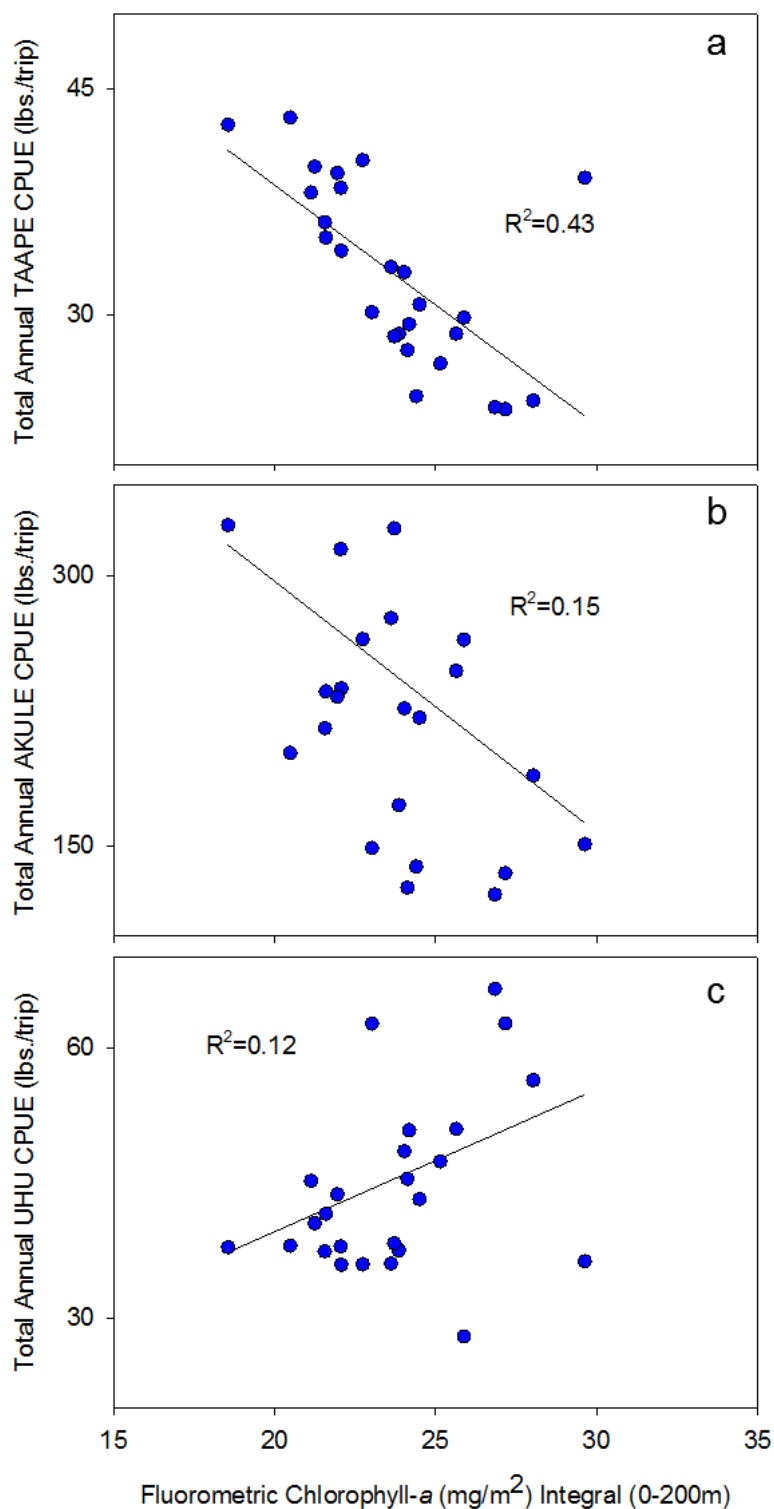 a
Total Annual TAAPE CPUE (lbs./trip)
45
30
R²=0.43
b
Total Annual AKULE CPUE (lbs./trip)
300
150
R²=0.15
c
Total Annual UHU CPUE (lbs./trip)
60
30
R²=0.12
15 20 25 30 35
Fluorometric Chlorophyll-a (mg/m²) Integral (0-200m)